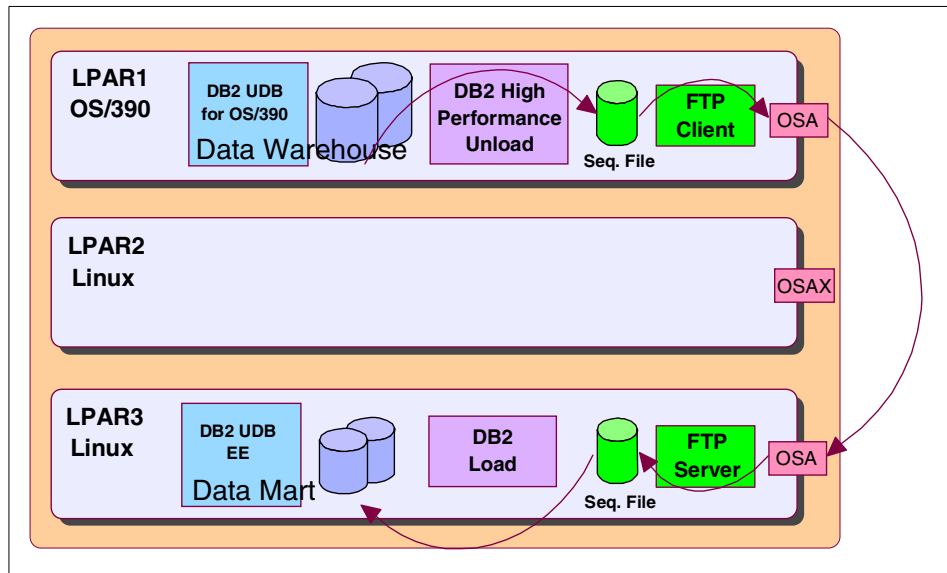 LPAR1
OS/390
DB2 UDB
for OS/390
Data Warehouse
DB2 High
Performance
Unload
Seq. File
FTP
Client
OSA
LPAR2
Linux
OSAX
LPAR3
Linux
DB2 UDB
EE
Data Mart
DB2
Load
Seq. File
FTP
Server
OSA